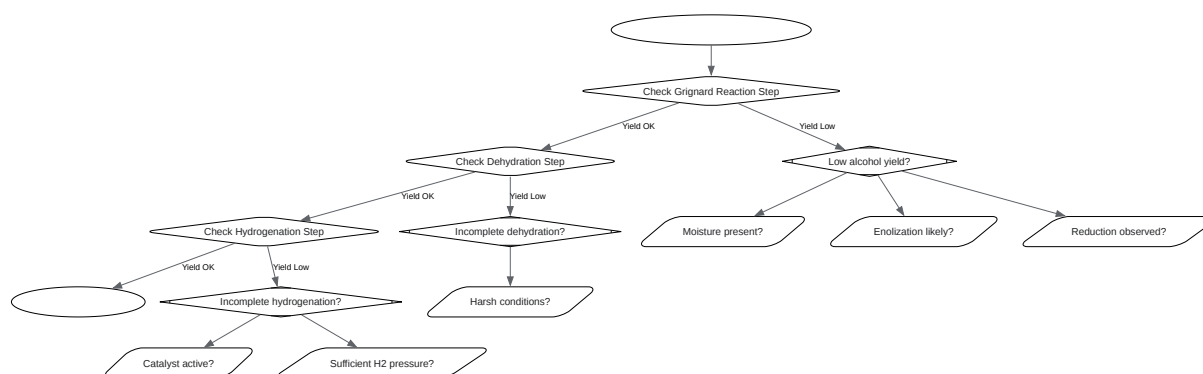 Check Grignard Reaction Step
Yield OK
Yield Low
Check Dehydration Step
Low alcohol yield?
Yield OK
Yield Low
Check Hydrogenation Step
Incomplete dehydration?
Moisture present?
Enolization likely?
Reduction observed?
Yield OK
Yield Low
Incomplete hydrogenation?
Harsh conditions?
Catalyst active?
Sufficient H2 pressure?